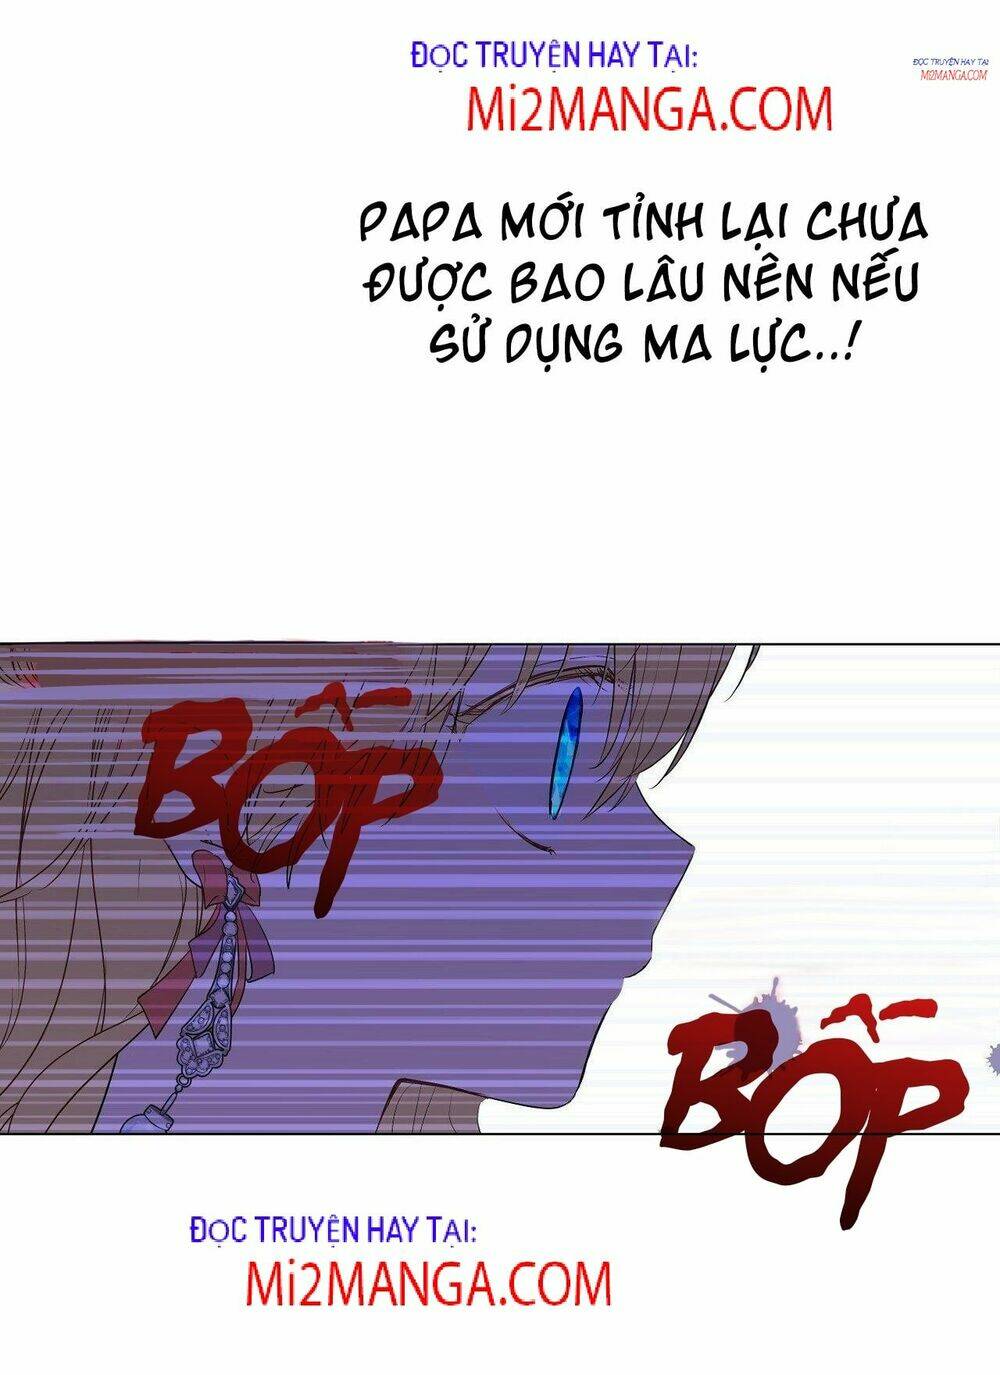 ĐỌC TRUYỆN HAY TẠI:
MI2MANGA.COM
ĐỌC TRUYỆN HAY TẠI
MI2MANGA.COM
PAPA MỚI TỈNH LẠI CHƯA
ĐƯỢC BAO LÂU NÊN NẾU
SỬ DỤNG MA LỰC..!
BỐP
BỐP
ĐỌC TRUYỆN HAY TẠI:
MI2MANGA.COM